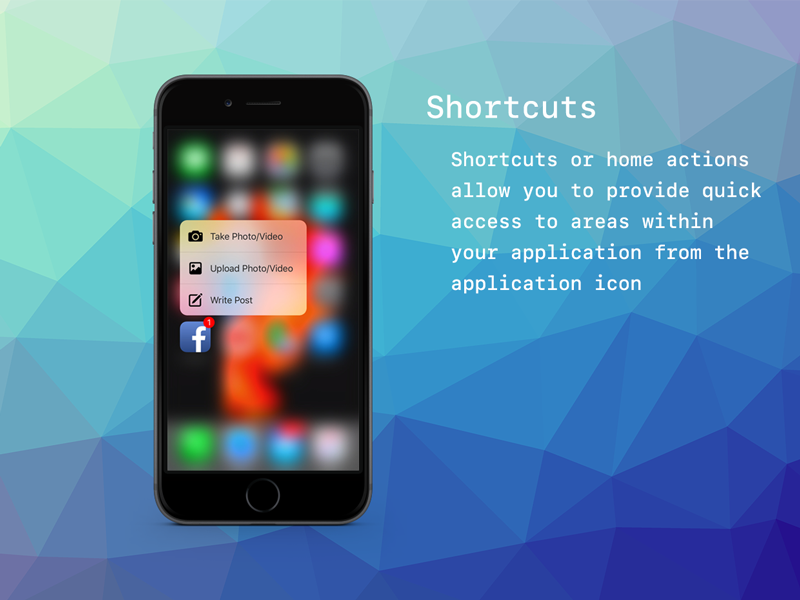 Shortcuts
Shortcuts or home actions
allow you to provide quick
access to areas within
your application from the
application icon
Take Photo/Video
Upload Photo/Video
Write Post
1
f